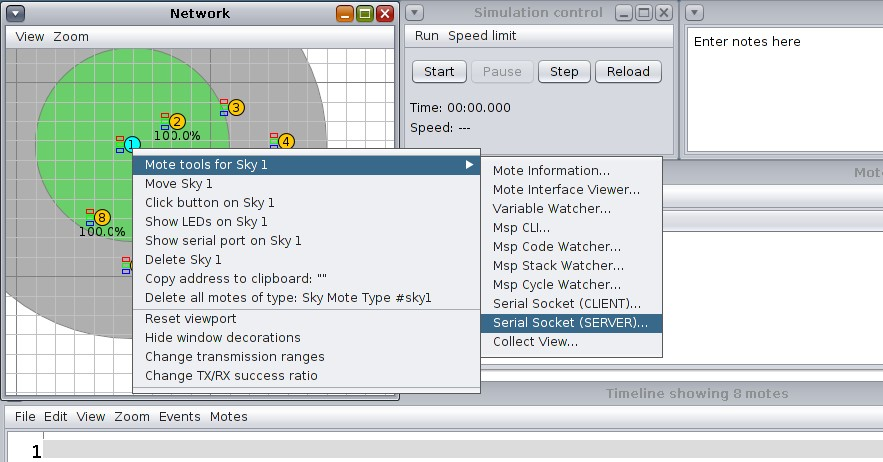 Network
View Zoom
1
2
100.0%
3
4
8
100.0%
Mote tools for Sky 1
Move Sky 1
Click button on Sky 1
Show LEDs on Sky 1
Show serial port on Sky 1
Delete Sky 1
Copy address to clipboard: ""
Delete all motes of type: Sky Mote Type #sky1
Reset viewport
Hide window decorations
Change transmission ranges
Change TX/RX success ratio
Mote Information...
Mote Interface Viewer...
Variable Watcher...
Msp CLI...
Msp Code Watcher...
Msp Stack Watcher...
Msp Cycle Watcher...
Serial Socket (CLIENT)...
Serial Socket (SERVER)...
Collect View...
Simulation control
Run Speed limit
Start Pause Step Reload
Time: 00:00.000
Speed: ---
Enter notes here
Mot
Timeline showing 8 motes
File Edit View Zoom Events Motes
1